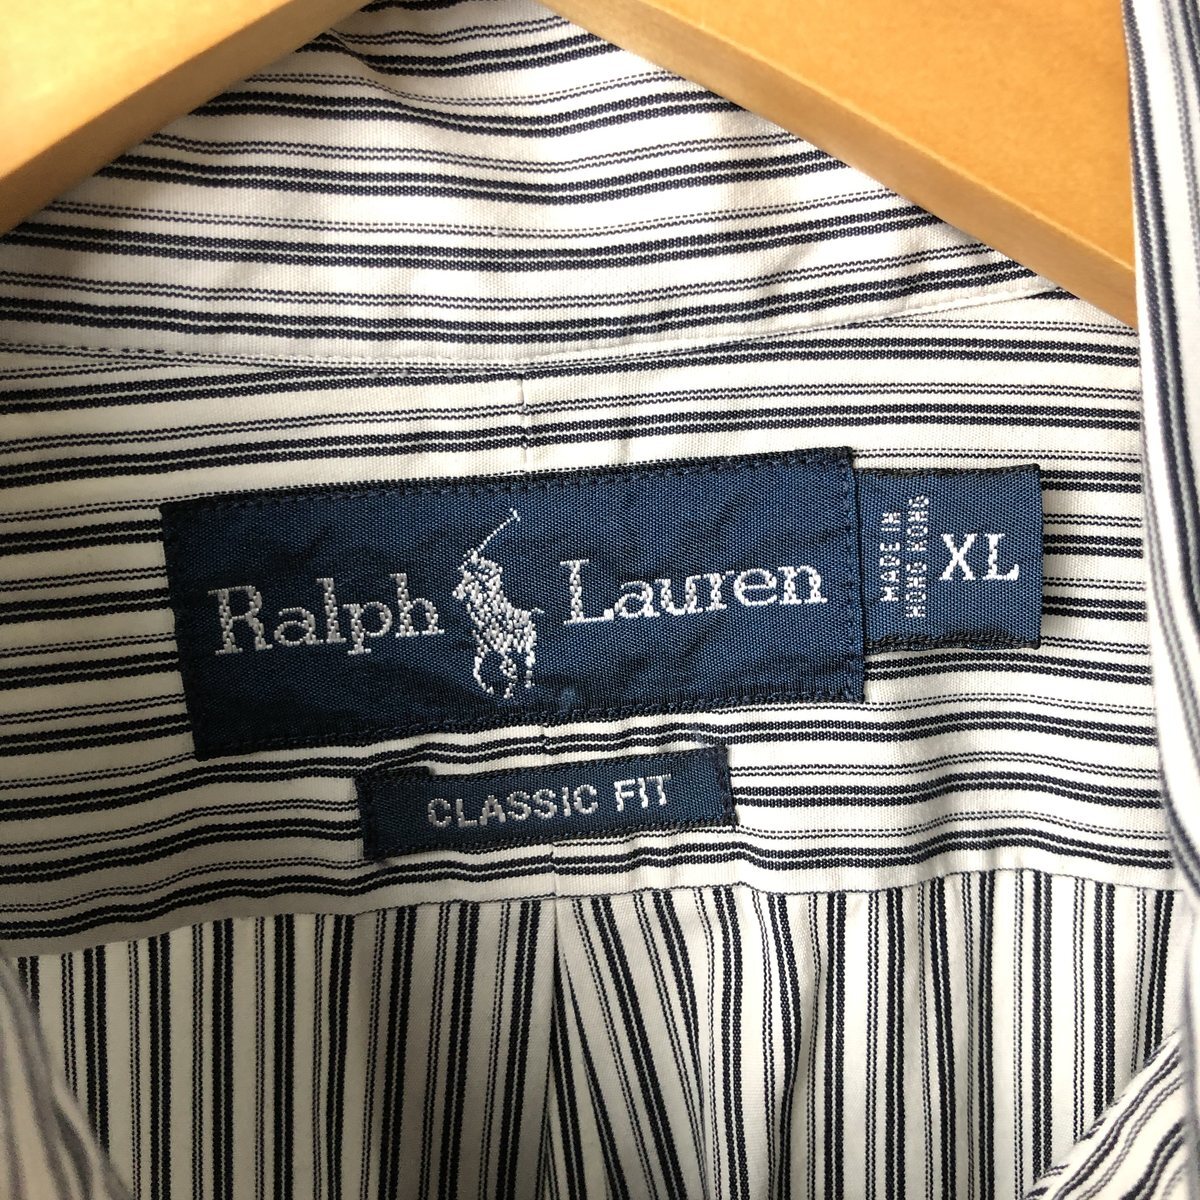 Ralph Lauren
MADE IN
HONG KONG
XL
CLASSIC FIT